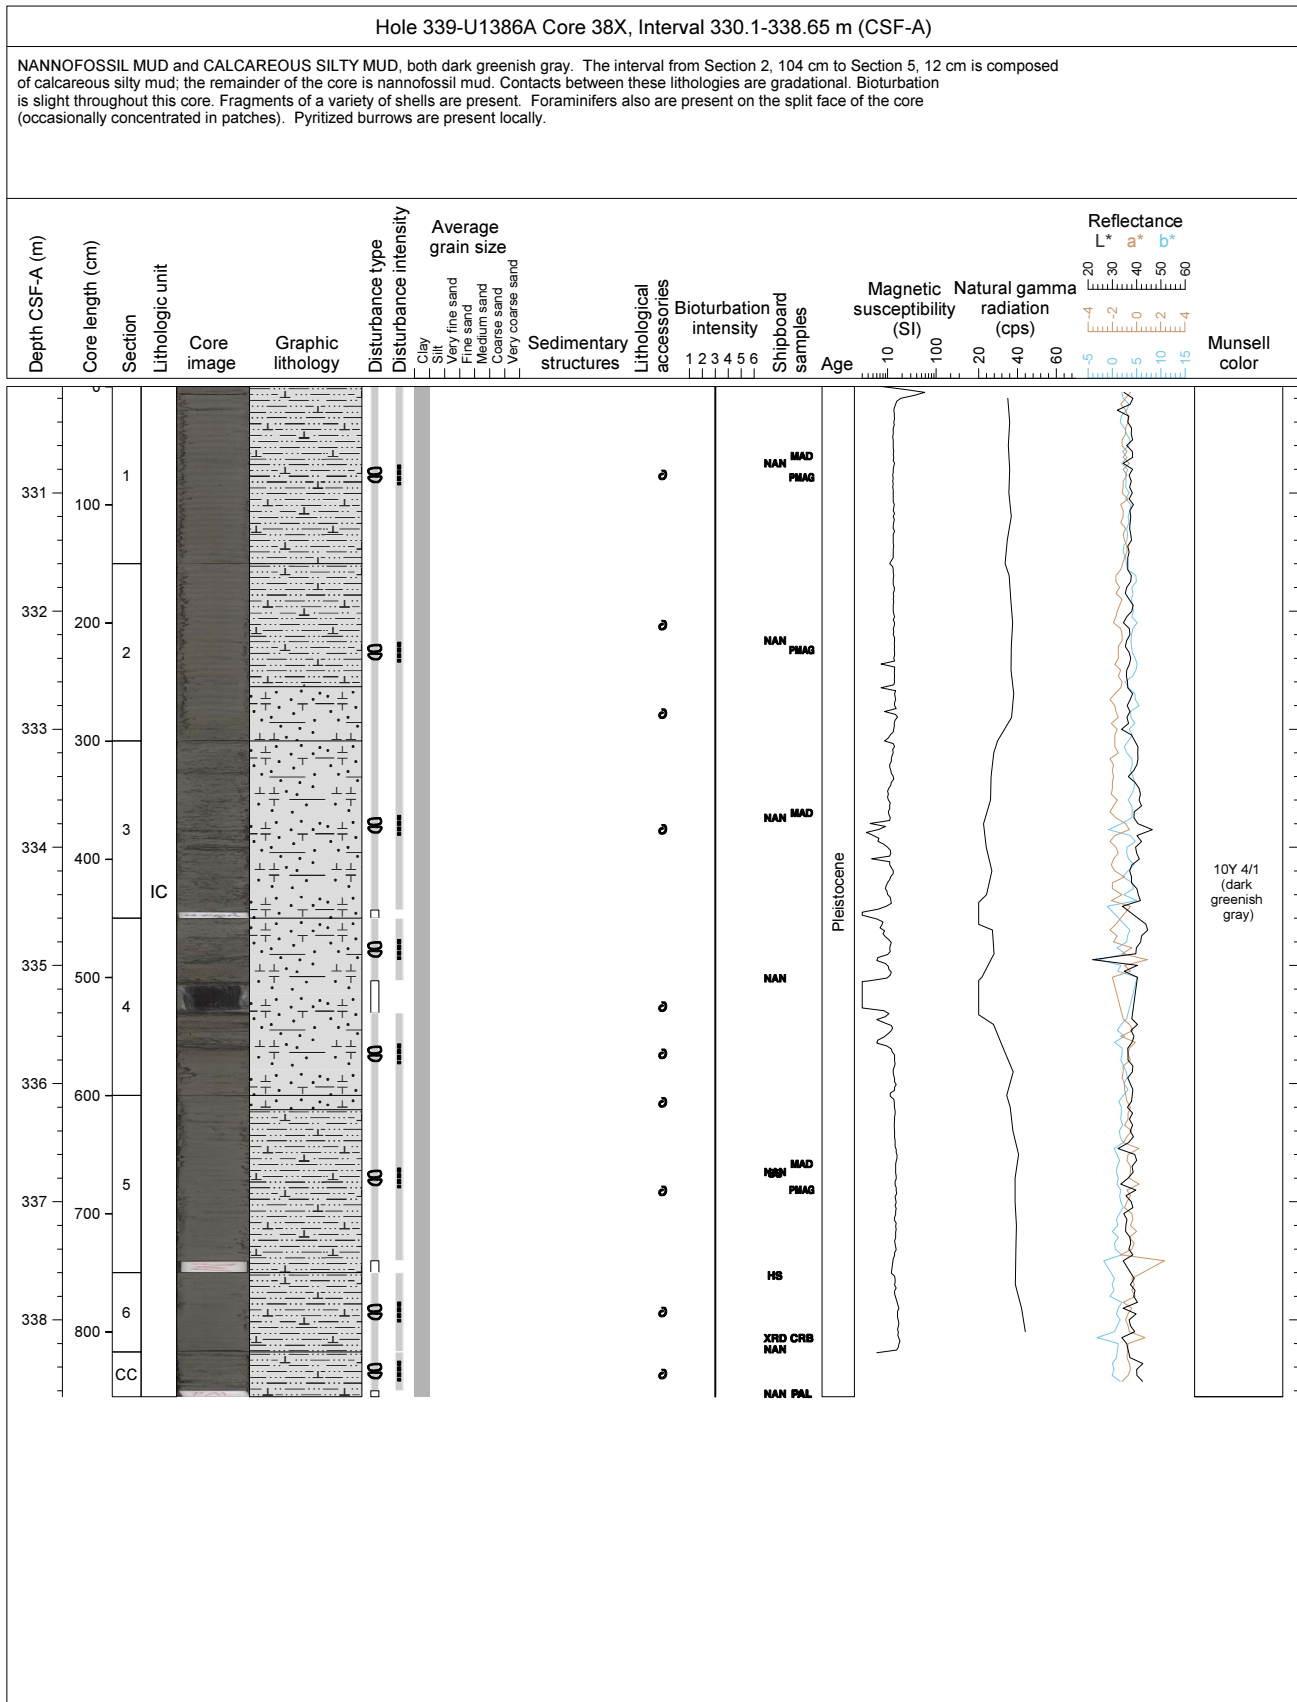 Hole 339-U1386A Core 38X, Interval 330.1-338.65 m (CSF-A)
NANNOFOSSIL MUD and CALCAREOUS SILTY MUD, both dark greenish gray. The interval from Section 2, 104 cm to Section 5, 12 cm is composed
of calcareous silty mud; the remainder of the core is nannofossil mud. Contacts between these lithologies are gradational. Bioturbation
is slight throughout this core. Fragments of a variety of shells are present. Foraminifers also are present on the split face of the core
(occasionally concentrated in patches). Pyritized burrows are present locally.
Depth CSF-A (m)
Core length (cm)
Section
Lithologic unit
Core
image
Graphic
lithology
Disturbance type
Disturbance intensity
Average
grain size
Clay
Silt
Very fine sand
Fine sand
Medium sand
Coarse sand
Very coarse sand
Sedimentary
structures
Lithological
accessories
Bioturbation
intensity
1 2 3 4 5 6
Shipboard
samples
Age
Magnetic
susceptibility
(SI)
10 100
Natural gamma
radiation
(cps)
20 40 60
Reflectance
L* a* b*
20 30 40 50 60
-4 -2 0 2 4
-5 0 5 10 15
Munsell
color
0
1
NAN MAD
PMAG
331
100
332
200
2
NAN
PMAG
333
300
3
NAN MAD
334
400
IC
Pleistocene
10Y 4/1
(dark
greenish
gray)
335
500
NAN
4
336
600
5
MAD
NAN
PMAG
337
700
HS
6
338
800
XRD CRB
NAN
CC
NAN PAL